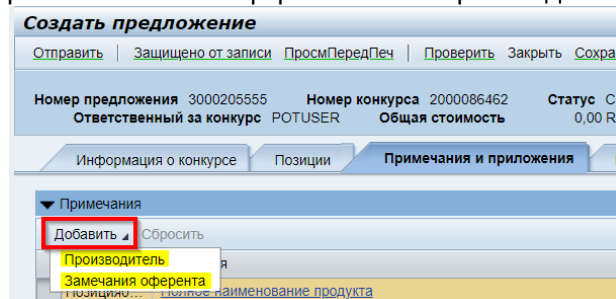 Создать предложение
Отправить Защищено от записи ПросмПередПеч Проверить Закрыть Сохра
Номер предложения 3000205555 Номер конкурса 2000086462 Статус С
Ответственный за конкурс POTUSER Общая стоимость 0,00 R
Информация о конкурсе Позиции Примечания и приложения
Примечания
Добавить Сбросить
Производитель я
Замечания оферента
Позицияо... Полное наименование продукта